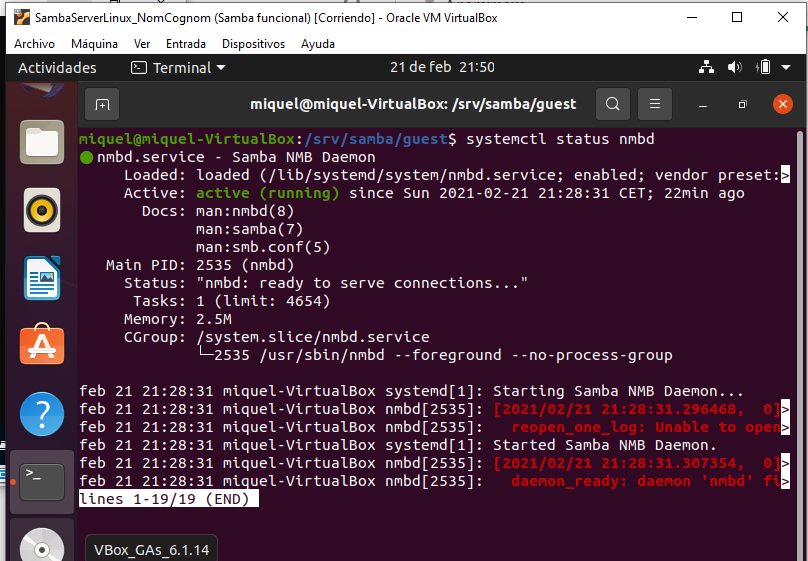 SambaServerLinux_NomCognom (Samba funcional) [Corriendo] - Oracle VM VirtualBox
Archivo Máquina Ver Entrada Dispositivos Ayuda
Actividades Terminal 21 de feb 21:50
miquel@miquel-VirtualBox: /srv/samba/guest
miquel@miquel-VirtualBox:/srv/samba/guest$ systemctl status nmbd
● nmbd.service - Samba NMB Daemon
Loaded: loaded (/lib/systemd/system/nmbd.service; enabled; vendor preset:>
Active: active (running) since Sun 2021-02-21 21:28:31 CET; 22min ago
Docs: man:nmbd(8)
man:samba(7)
man:smb.conf(5)
Main PID: 2535 (nmbd)
Status: "nmbd: ready to serve connections..."
Tasks: 1 (limit: 4654)
Memory: 2.5M
CGroup: /system.slice/nmbd.service
└─2535 /usr/sbin/nmbd --foreground --no-process-group
feb 21 21:28:31 miquel-VirtualBox systemd[1]: Starting Samba NMB Daemon...
feb 21 21:28:31 miquel-VirtualBox nmbd[2535]: [2021/02/21 21:28:31.296468,  0]>
feb 21 21:28:31 miquel-VirtualBox nmbd[2535]:   reopen_one_log: Unable to open>
feb 21 21:28:31 miquel-VirtualBox systemd[1]: Started Samba NMB Daemon.
feb 21 21:28:31 miquel-VirtualBox nmbd[2535]: [2021/02/21 21:28:31.307354,  0]>
feb 21 21:28:31 miquel-VirtualBox nmbd[2535]:   daemon_ready: daemon 'nmbd' fi>
lines 1-19/19 (END)
VBox_GAs_6.1.14